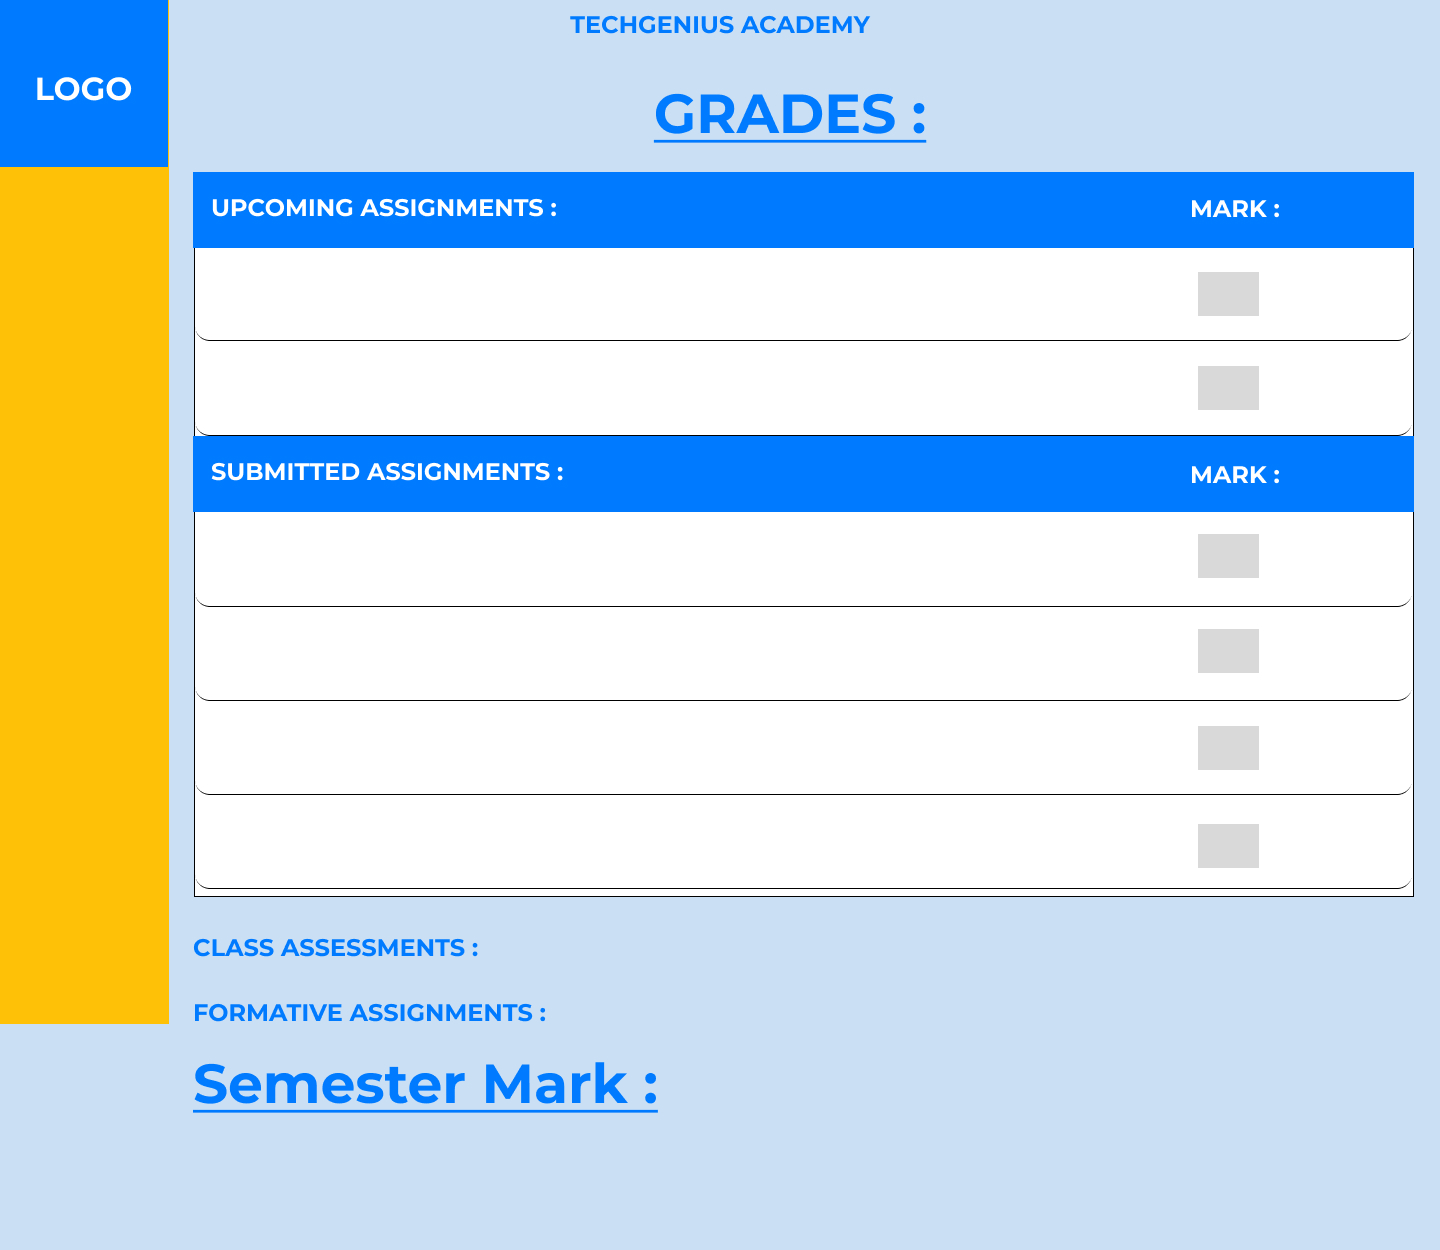 TECHGENIUS ACADEMY
LOGO
GRADES :
UPCOMING ASSIGNMENTS : MARK :
SUBMITTED ASSIGNMENTS : MARK :
CLASS ASSESSMENTS :
FORMATIVE ASSIGNMENTS :
Semester Mark :